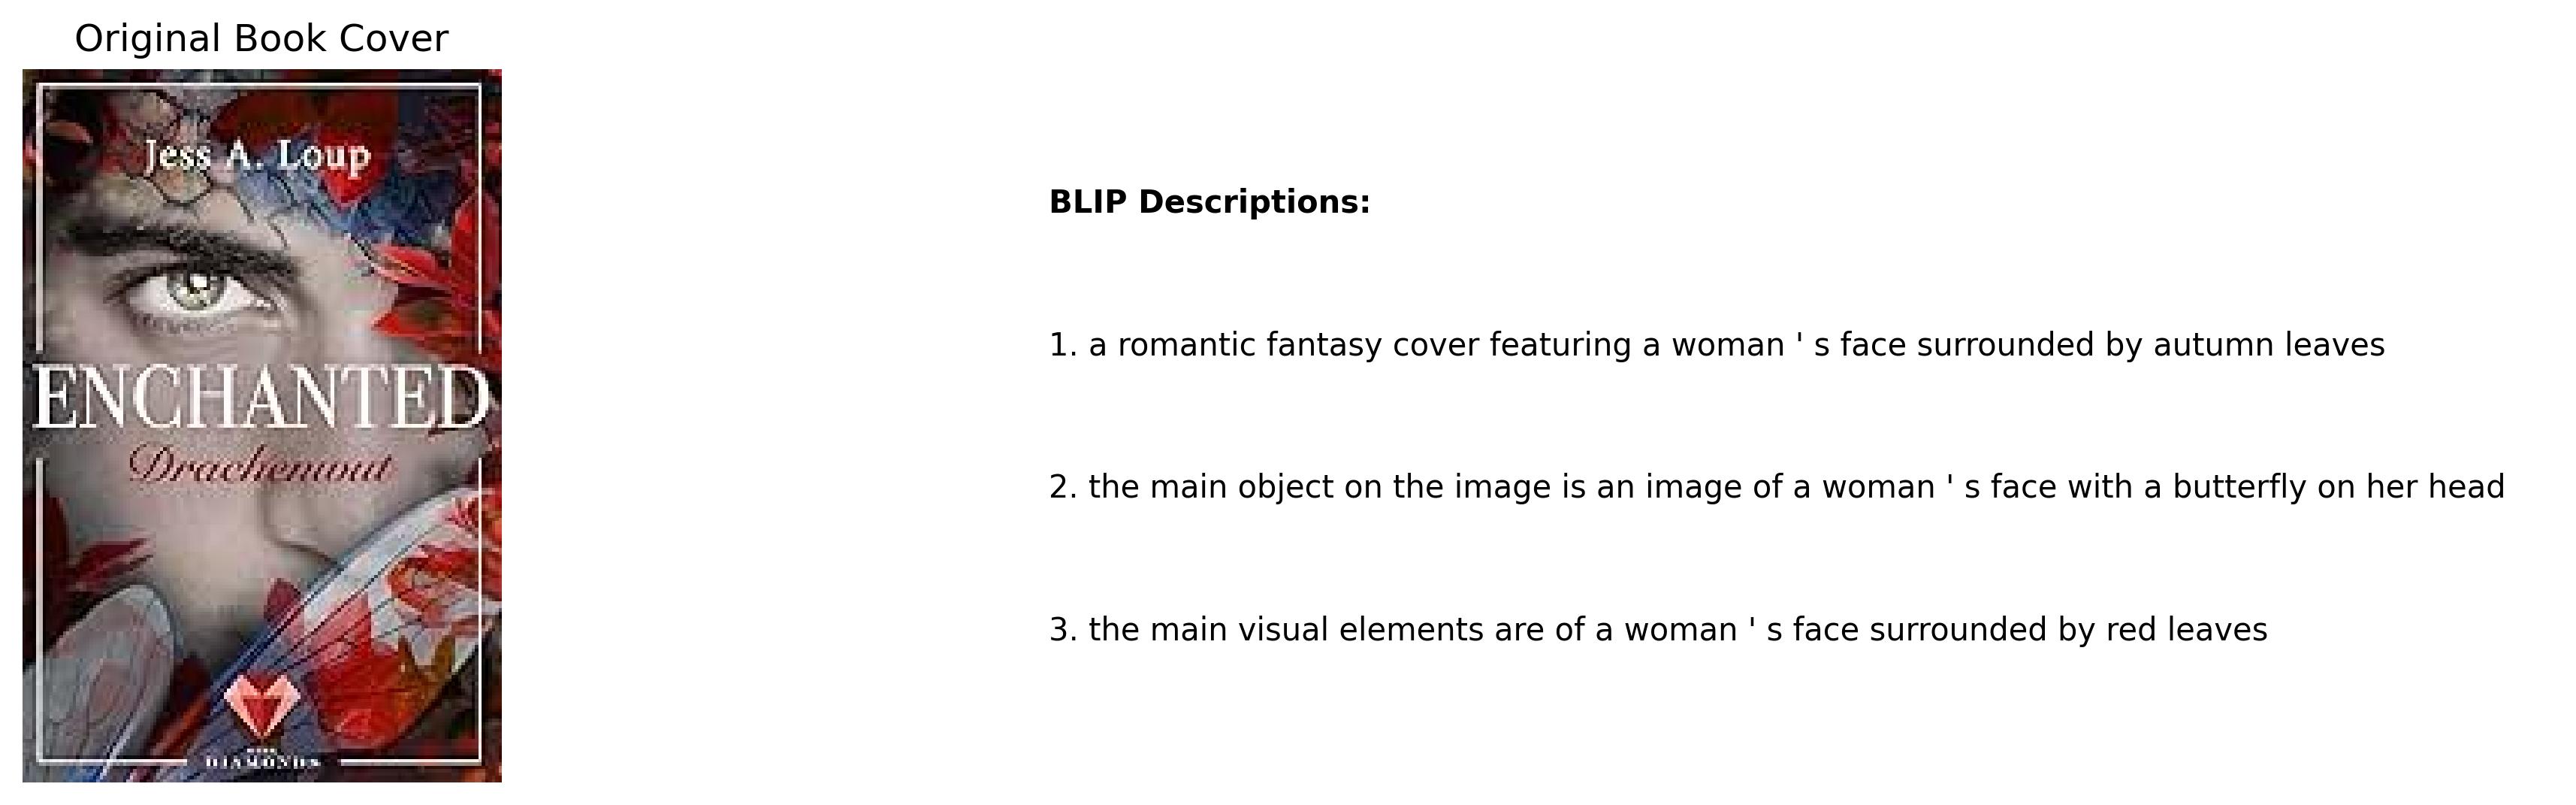 Original Book Cover
Jess A. Loup
ENCHANTED
Drachenwut
DIAMONDS
BLIP Descriptions:
1. a romantic fantasy cover featuring a woman ' s face surrounded by autumn leaves
2. the main object on the image is an image of a woman ' s face with a butterfly on her head
3. the main visual elements are of a woman ' s face surrounded by red leaves